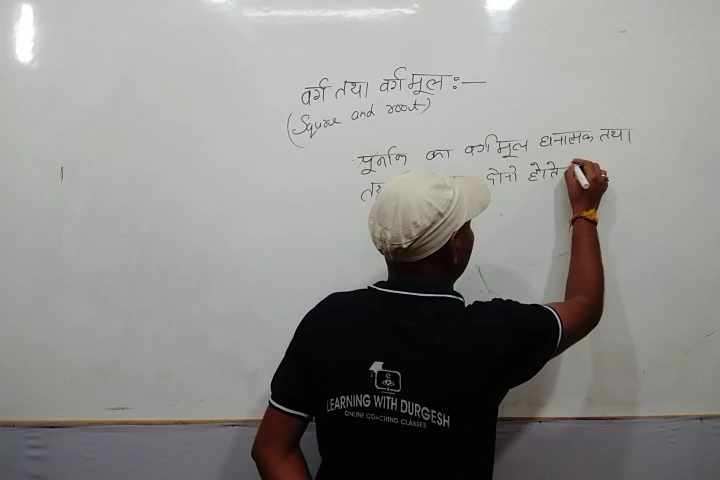 वर्ग तथा वर्गमूल :—
(Square and root)
पूर्नाक का वर्गमूल धनात्मक तथा
दोनो होते
LEARNING WITH DURGESH
ONLINE COACHING CLASSES